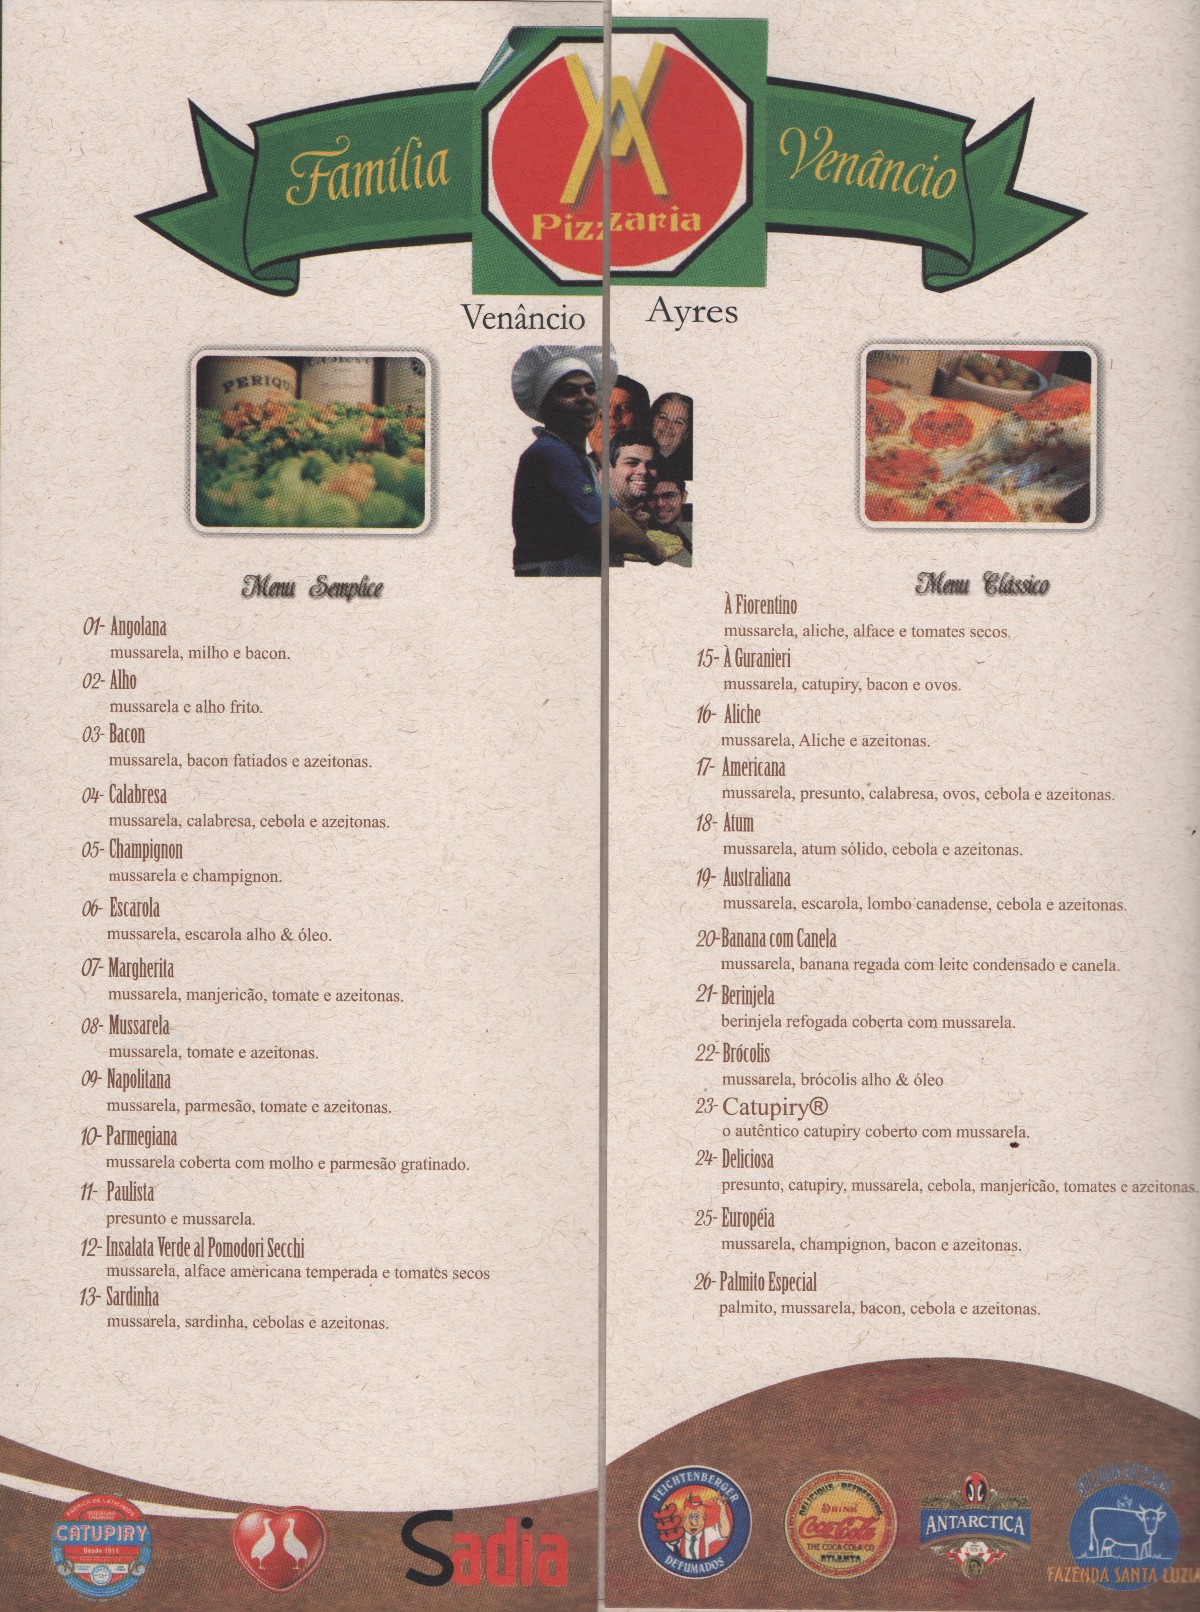 Família
Venâncio
Pizzzaria
Venâncio
Ayres
PERIQU
Menu Semplice
01- Angolana
mussarela, milho e bacon.
02- Alho
mussarela e alho frito.
03- Bacon
mussarela, bacon fatiados e azeitonas.
04- Calabresa
mussarela, calabresa, cebola e azeitonas.
05- Champignon
mussarela e champignon.
06- Escarola
mussarela, escarola alho & óleo.
07- Margherita
mussarela, manjericão, tomate e azeitonas.
08- Mussarela
mussarela, tomate e azeitonas.
09- Napolitana
mussarela, parmesão, tomate e azeitonas.
10- Parmegiana
mussarela coberta com molho e parmesão gratinado.
11- Paulista
presunto e mussarela.
12- Insalata Verde al Pomodori Secchi
mussarela, alface americana temperada e tomates secos
13- Sardinha
mussarela, sardinha, cebolas e azeitonas.
Menu Clássico
À Fiorentino
mussarela, aliche, alface e tomates secos.
15- À Guranieri
mussarela, catupiry, bacon e ovos.
16- Aliche
mussarela, Aliche e azeitonas.
17- Americana
mussarela, presunto, calabresa, ovos, cebola e azeitonas.
18- Atum
mussarela, atum sólido, cebola e azeitonas.
19- Australiana
mussarela, escarola, lombo canadense, cebola e azeitonas.
20- Banana com Canela
mussarela, banana regada com leite condensado e canela.
21- Berinjela
berinjela refogada coberta com mussarela.
22- Brócolis
mussarela, brócolis alho & óleo
23- Catupiry®
o autêntico catupiry coberto com mussarela.
24- Deliciosa
presunto, catupiry, mussarela, cebola, manjericão, tomates e azeitonas.
25- Européia
mussarela, champignon, bacon e azeitonas.
26- Palmito Especial
palmito, mussarela, bacon, cebola e azeitonas.
FABRICA DE LATICINIOS
REQUEIJÃO
CATUPIRY
Desde 1911
Sadia
FEICHTENBERGER
DEFUMADOS
DELICIOUS REFRESHING
DRINK
Coca-Cola
THE COCA-COLA CO
ATLANTA
ANTARCTICA
FAZENDA SANTA LUZIA